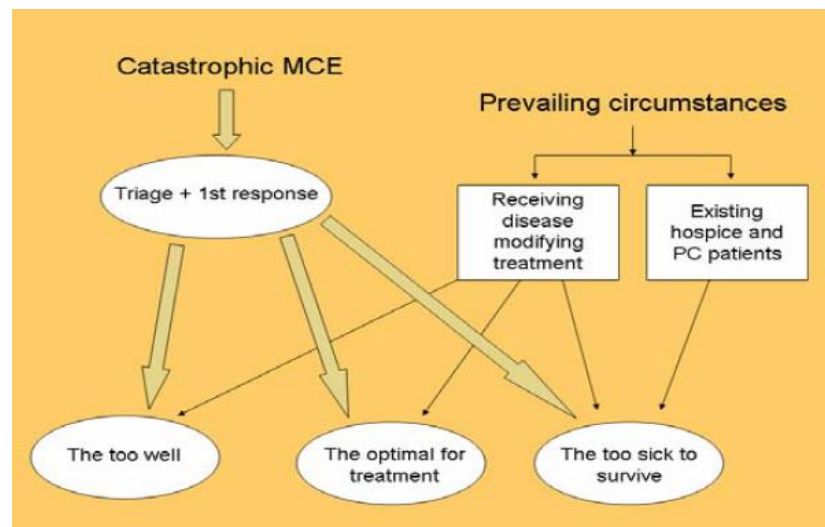 Catastrophic MCE
Prevailing circumstances
Triage + 1st response
Receiving
disease
modifying
treatment
Existing
hospice and
PC patients
The too well
The optimal for
treatment
The too sick to
survive